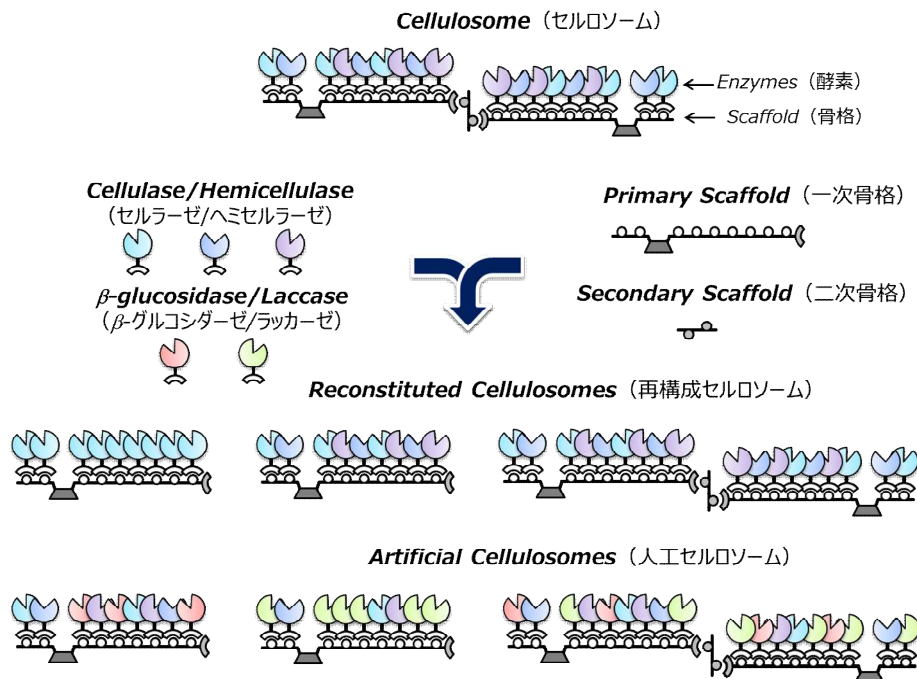 Cellulosome（セルロソーム）
Enzymes（酵素）
Scaffold（骨格）
Cellulase/Hemicellulase
（セルラーゼ/ヘミセルラーゼ）
Primary Scaffold（一次骨格）
β-glucosidase/Laccase
（β-グルコシダーゼ/ラッカーゼ）
Secondary Scaffold（二次骨格）
Reconstituted Cellulosomes（再構成セルロソーム）
Artificial Cellulosomes（人工セルロソーム）